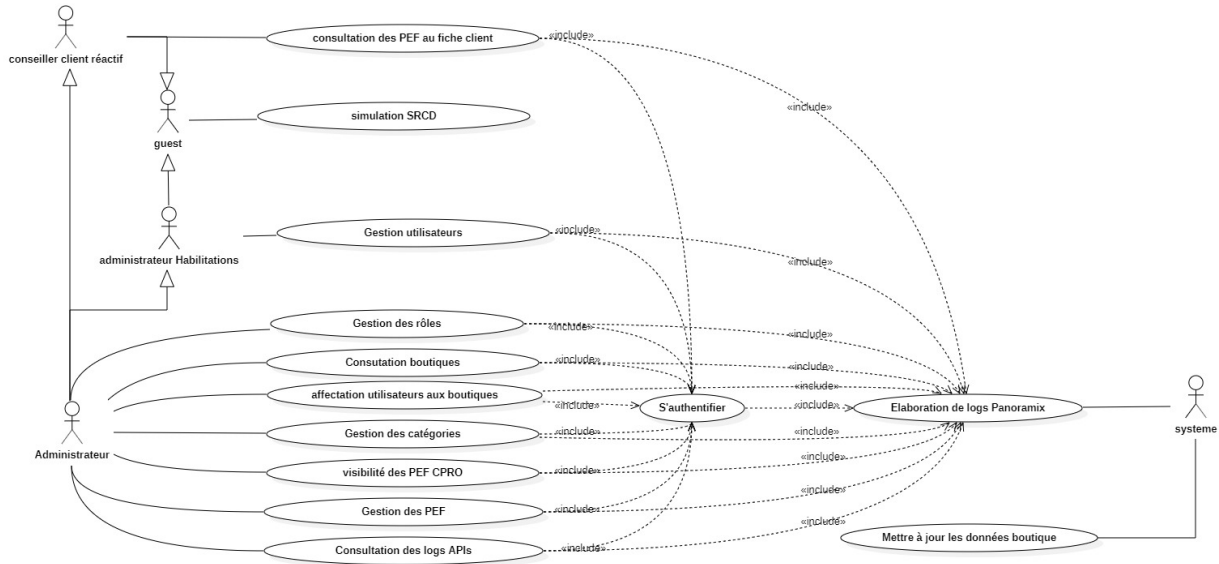 conseiller client réactif
consultation des PEF au fiche client
«include»
«include»
guest
simulation SRCD
administrateur Habilitations
Gestion utilisateurs
«include»
«include»
Administrateur
Gestion des rôles
«include»
«include»
Consutation boutiques
«include»
«include»
affectation utilisateurs aux boutiques
«include»
«include»
S'authentifier
Elaboration de logs Panoramix
«include»
systeme
Gestion des catégories
«include»
«include»
visibilité des PEF CPRO
«include»
«include»
Gestion des PEF
«include»
«include»
Consultation des logs APIs
«include»
«include»
Mettre à jour les données boutique